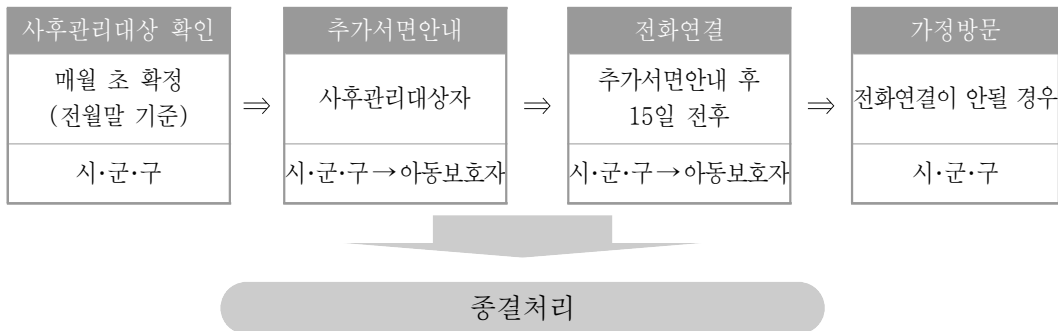 사후관리대상 확인
매월 초 확정
(전월말 기준)
시·군·구
⇒
추가서면안내
사후관리대상자
시·군·구→아동보호자
⇒
전화연결
추가서면안내 후
15일 전후
시·군·구→아동보호자
⇒
가정방문
전화연결이 안될 경우
시·군·구
종결처리